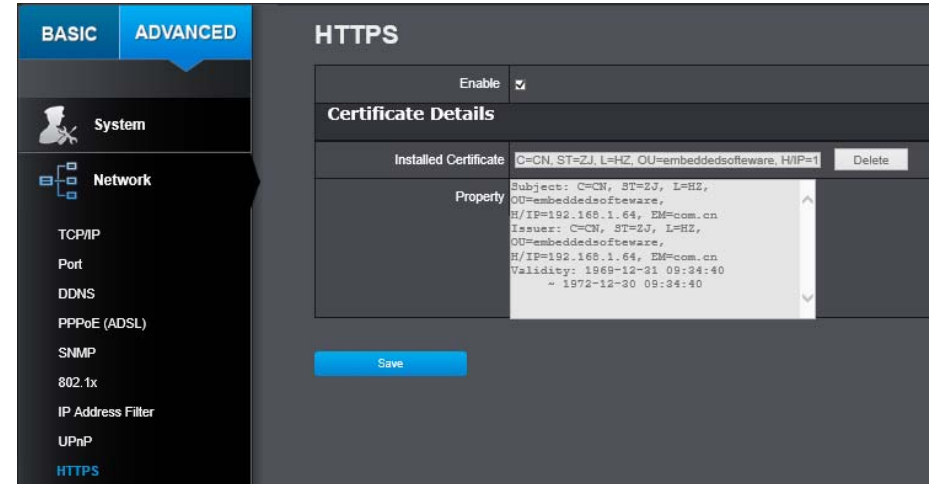 BASIC
ADVANCED
System
Network
TCP/IP
Port
DDNS
PPPoE (ADSL)
SNMP
802.1x
IP Address Filter
UPnP
HTTPS
HTTPS
Enable
Certificate Details
Installed Certificate C=CN, ST=ZJ, L=HZ, OU=embeddedsofteware, H/IP=1 Delete
Property
Subject: C=CN, ST=ZJ, L=HZ,
OU=embeddedsofteware,
H/IP=192.168.1.64, EM=com.cn
Issuer: C=CN, ST=ZJ, L=HZ,
OU=embeddedsofteware,
H/IP=192.168.1.64, EM=com.cn
Validity: 1969-12-31 09:34:40
~ 1972-12-30 09:34:40
Save